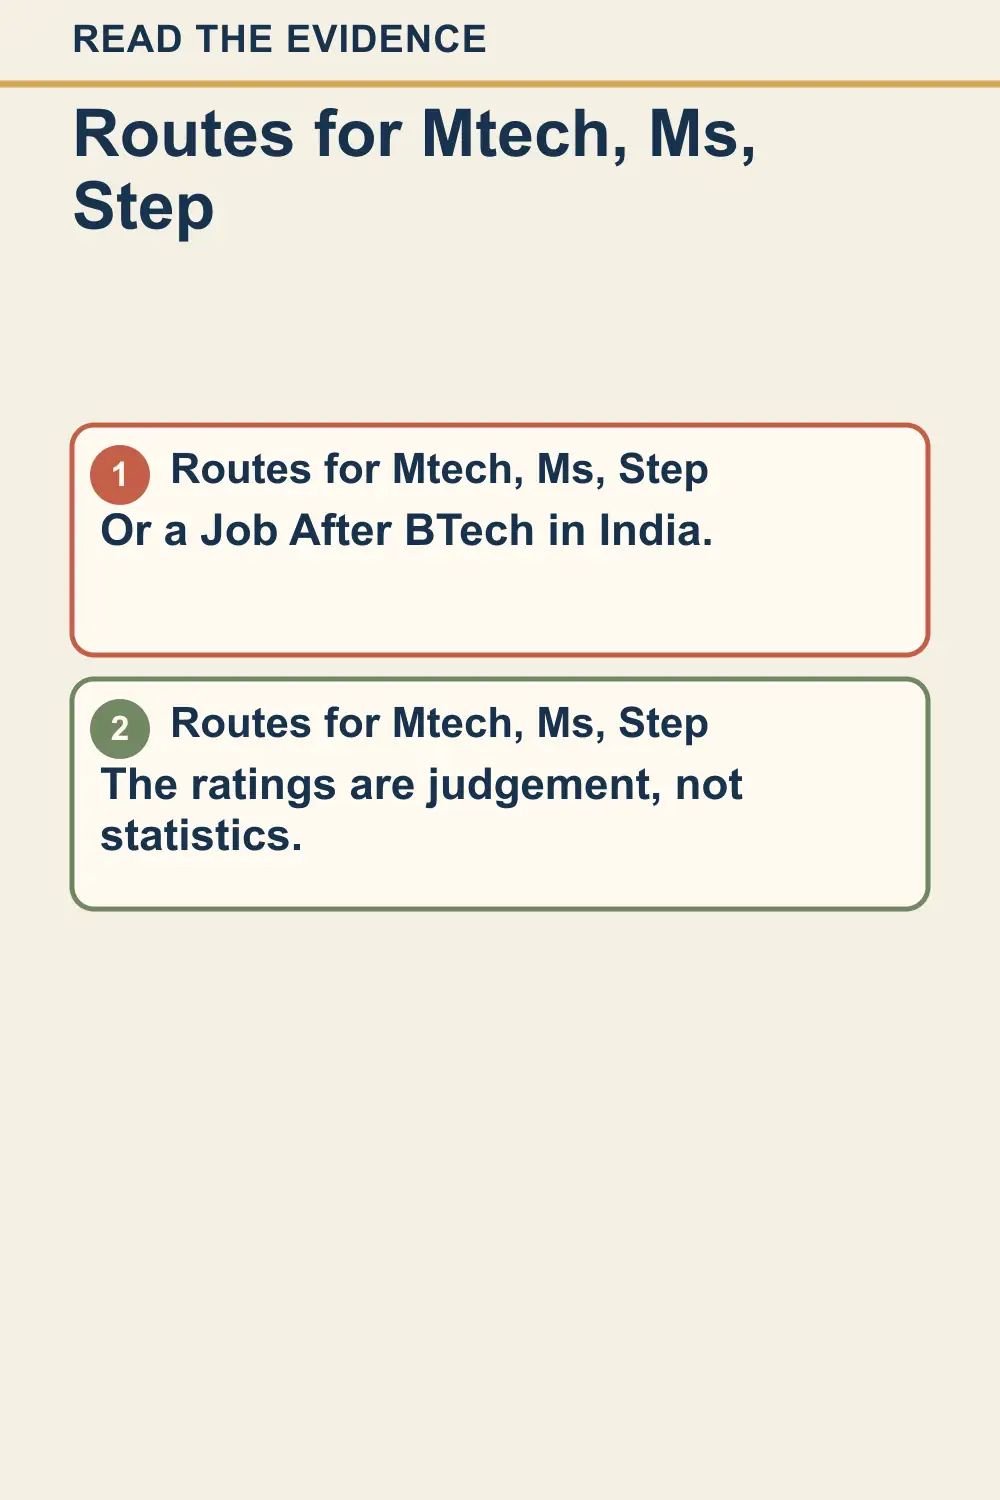 READ THE EVIDENCE
Routes for Mtech, Ms,
Step
1 Routes for Mtech, Ms, Step
Or a Job After BTech in India.
2 Routes for Mtech, Ms, Step
The ratings are judgement, not
statistics.